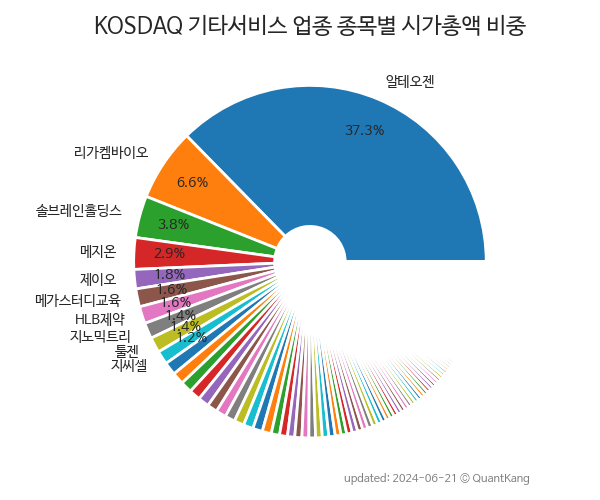 KOSDAQ 기타서비스 업종 종목별 시가총액 비중
알테오젠
37.3%
리가켐바이오
6.6%
솔브레인홀딩스
3.8%
메지온
2.9%
제이오
1.8%
메가스터디교육
1.6%
HLB제약
1.6%
지노믹트리
1.4%
툴젠
1.4%
지씨셀
1.2%
updated: 2024-06-21 © QuantKang